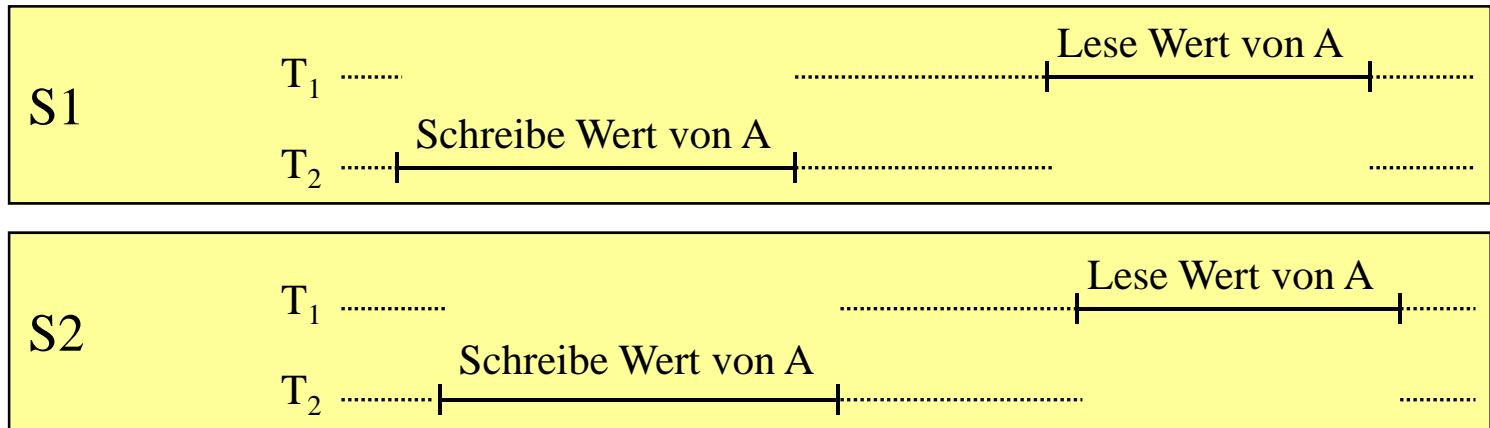 Lese Wert von A
T₁
S1
Schreibe Wert von A
T₂
Lese Wert von A
T₁
S2
Schreibe Wert von A
T₂